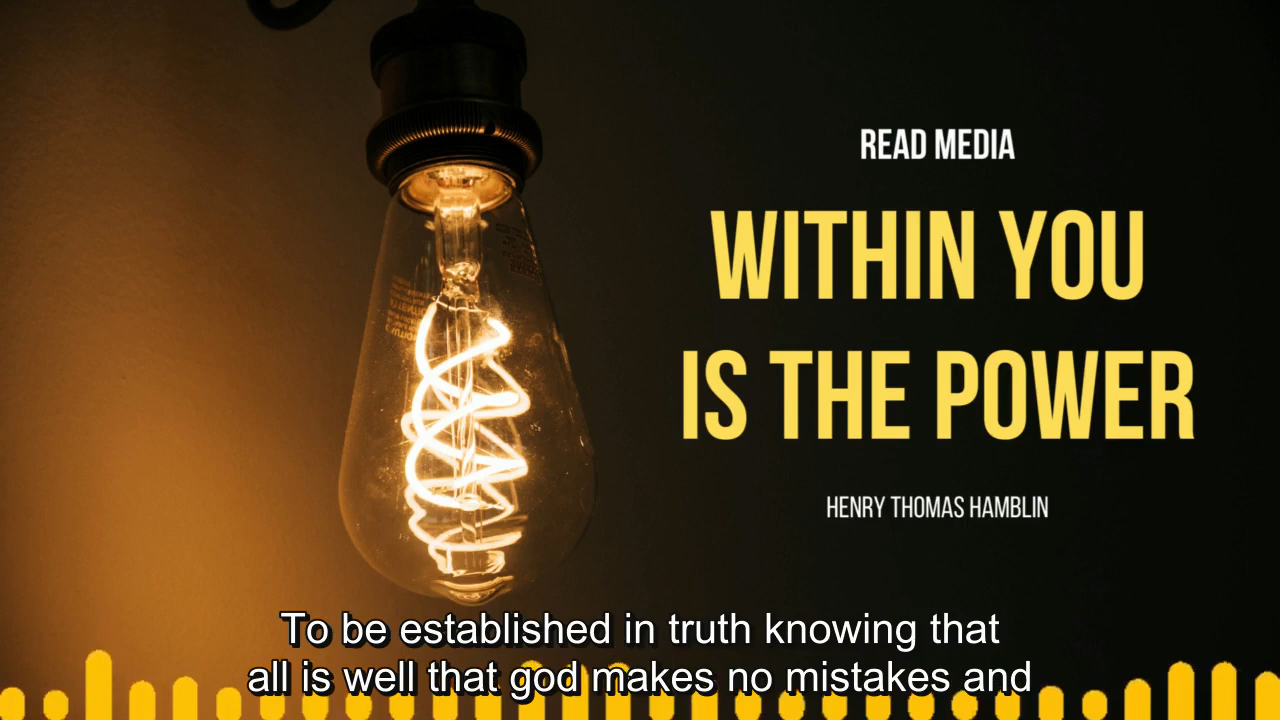 READ MEDIA
WITHIN YOU
IS THE POWER
HENRY THOMAS HAMBLIN
To be established in truth knowing that
all is well that god makes no mistakes and